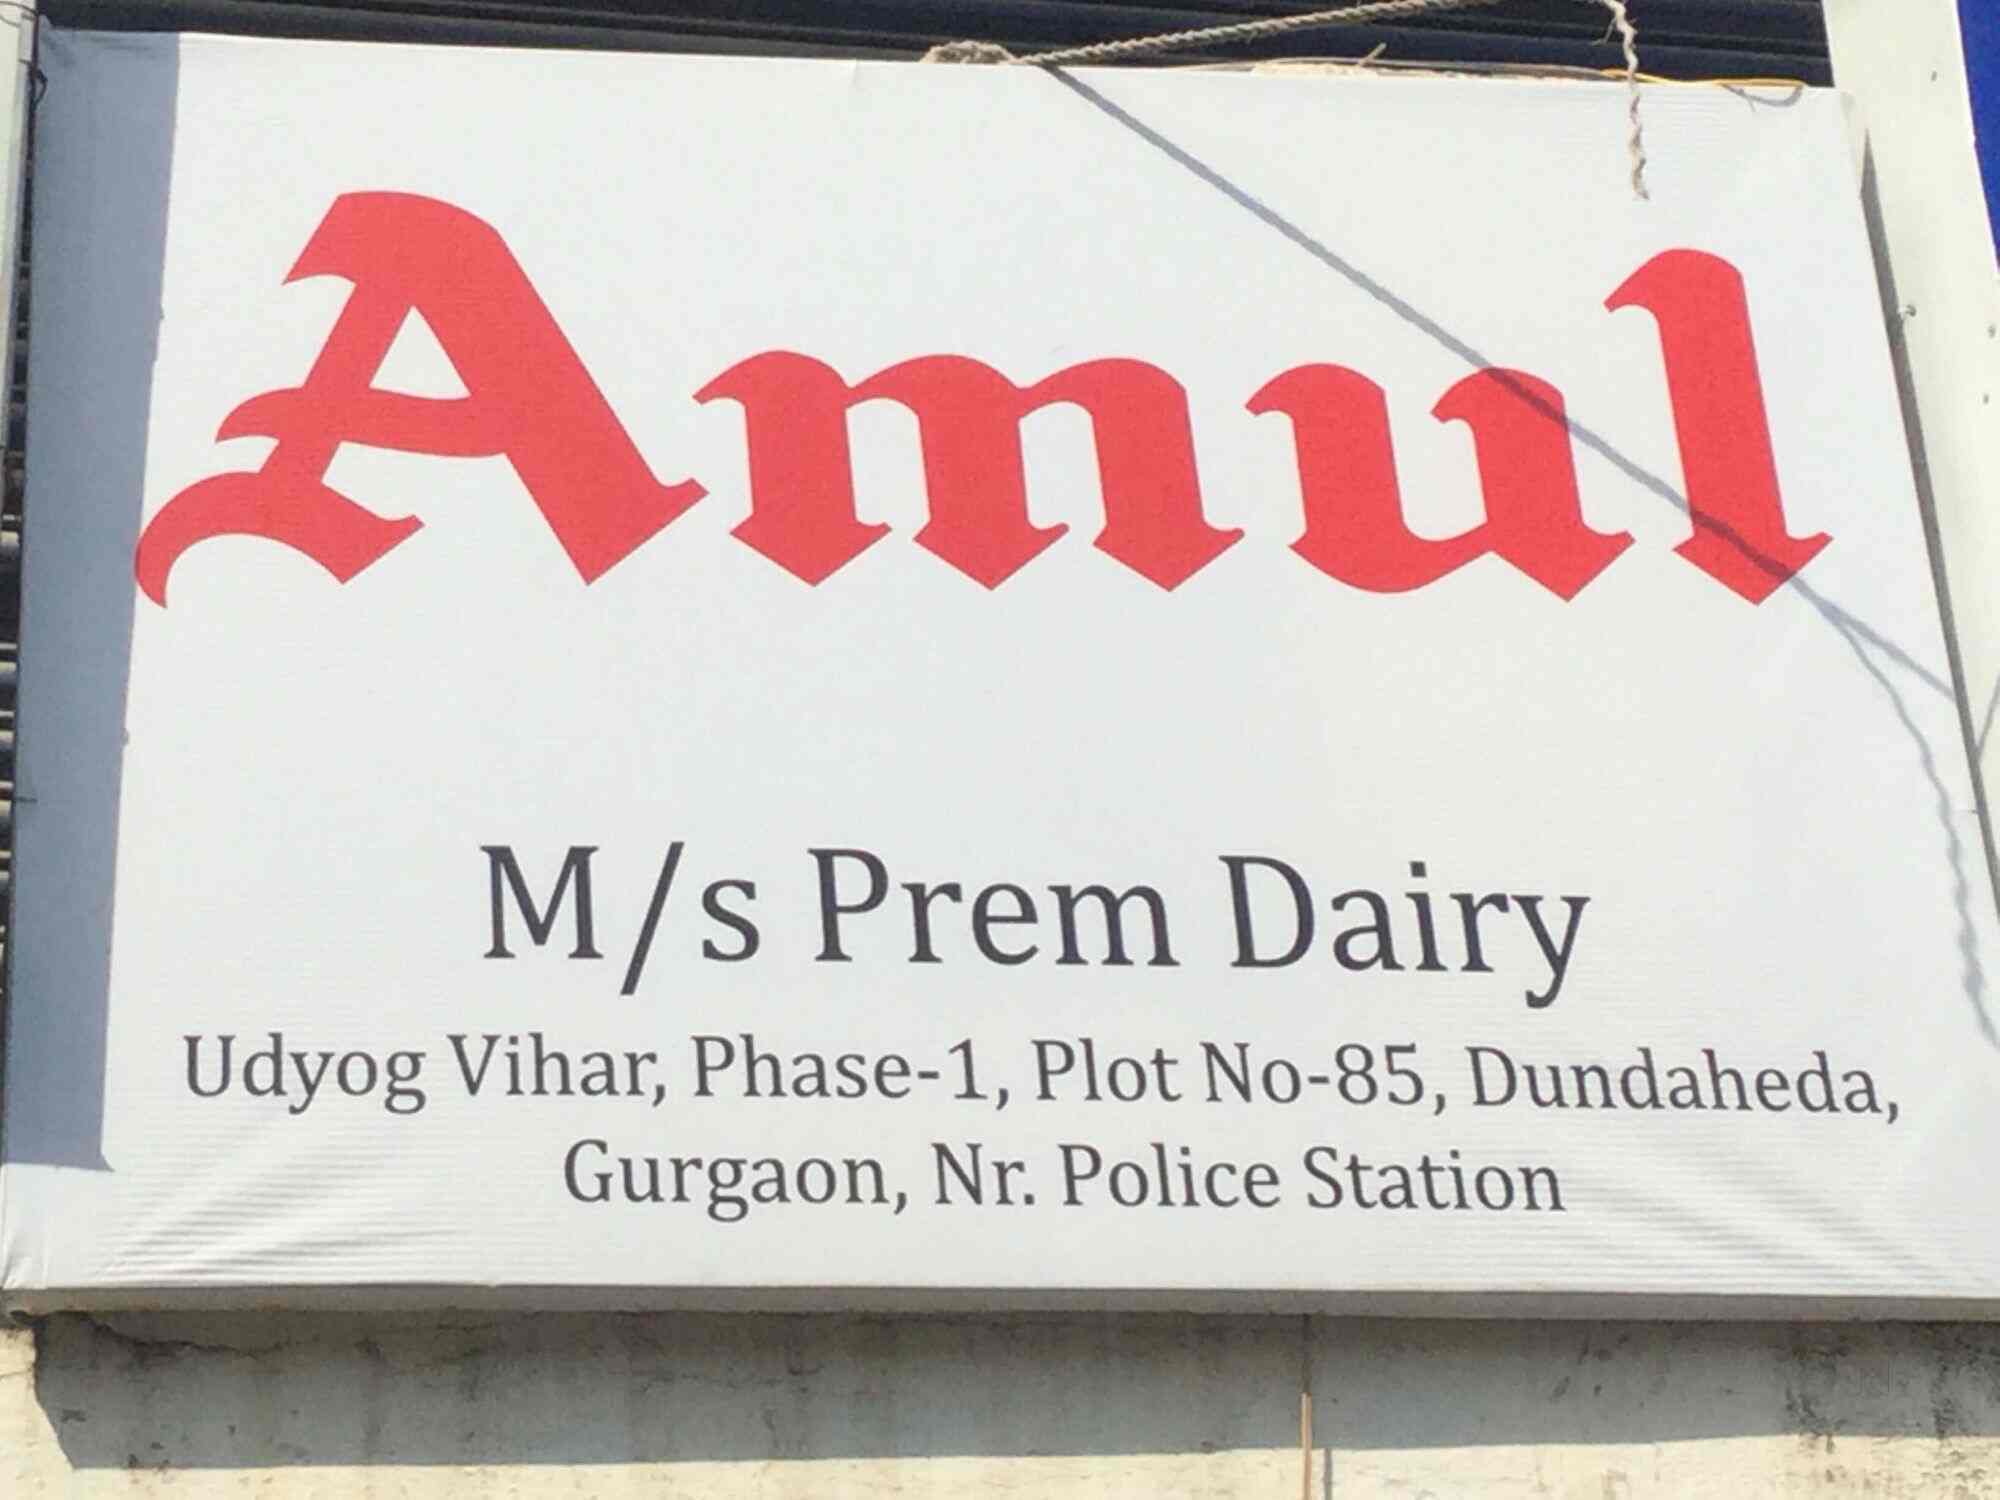 Amul
M/s Prem Dairy
Udyog Vihar, Phase-1, Plot No-85, Dundaheda,
Gurgaon, Nr. Police Station